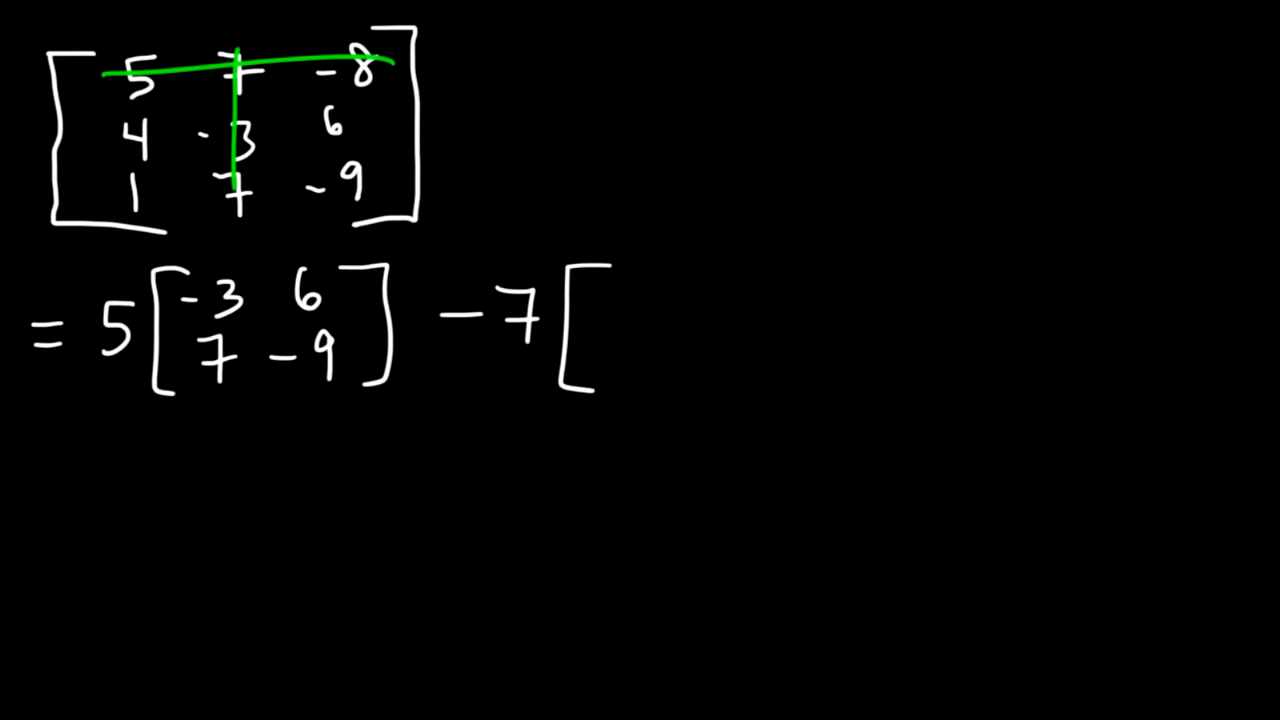 [ 5 7 -8
4 -3 6
1 7 -9 ]
= 5 [ -3 6
7 -9 ] - 7 [